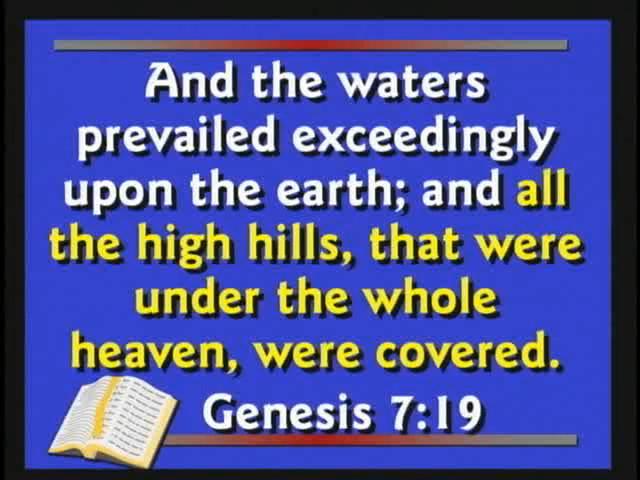 And the waters
prevailed exceedingly
upon the earth; and all
the high hills, that were
under the whole
heaven, were covered.
Genesis 7:19